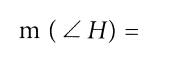 m (∠H) =